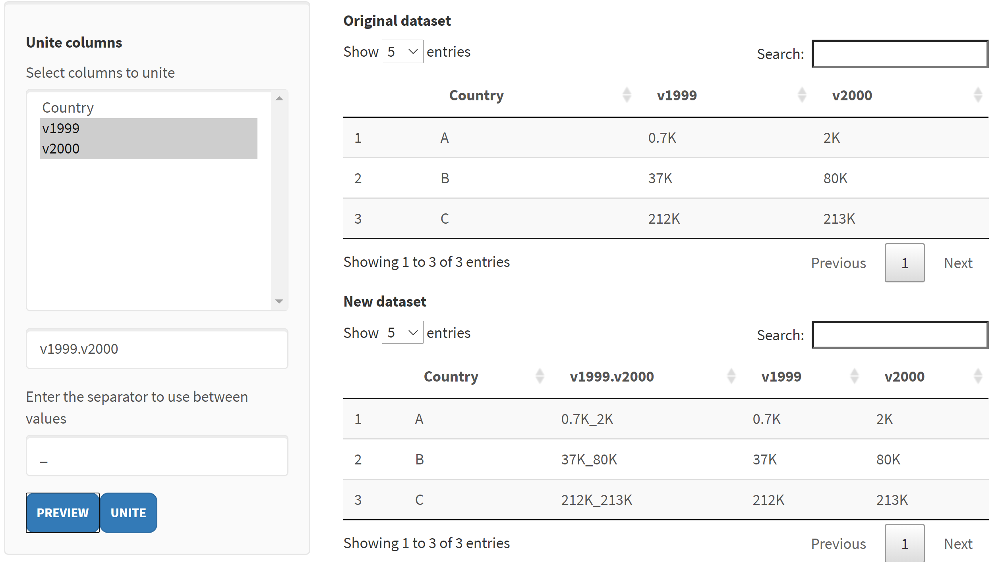 Unite columns
Select columns to unite
Country
v1999
v2000
v1999.v2000
Enter the separator to use between
values
_
PREVIEW UNITE
Original dataset
Show 5 entries Search:
Country v1999 v2000
1 A 0.7K 2K
2 B 37K 80K
3 C 212K 213K
Showing 1 to 3 of 3 entries Previous 1 Next
New dataset
Show 5 entries Search:
Country v1999.v2000 v1999 v2000
1 A 0.7K_2K 0.7K 2K
2 B 37K_80K 37K 80K
3 C 212K_213K 212K 213K
Showing 1 to 3 of 3 entries Previous 1 Next